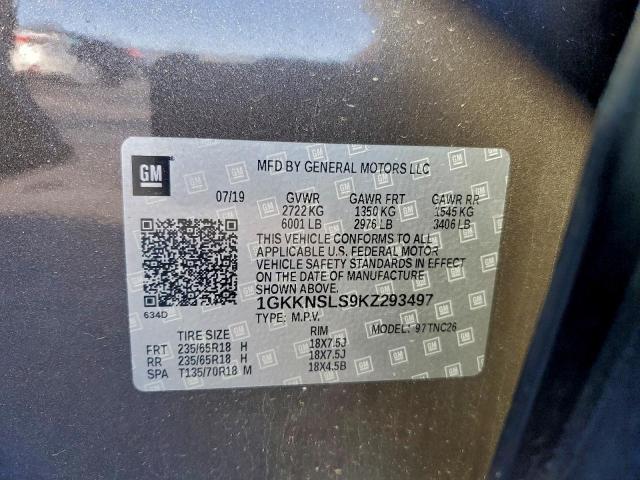 GM MFD BY GENERAL MOTORS LLC
07/19 GVWR GAWR FRT GAWR RR
2722 KG 1350 KG 1545 KG
6001 LB 2976 LB 3406 LB
THIS VEHICLE CONFORMS TO ALL
APPLICABLE U.S. FEDERAL MOTOR
VEHICLE SAFETY STANDARDS IN EFFECT
ON THE DATE OF MANUFACTURE
SHOWN ABOVE.
634D 1GKKNSLS9KZ293497
TYPE: M.P.V. MODEL: 97TNC26
TIRE SIZE RIM
FRT 235/65R18 H 18X7.5J
RR 235/65R18 H 18X7.5J
SPA T135/70R18 M 18X4.5B